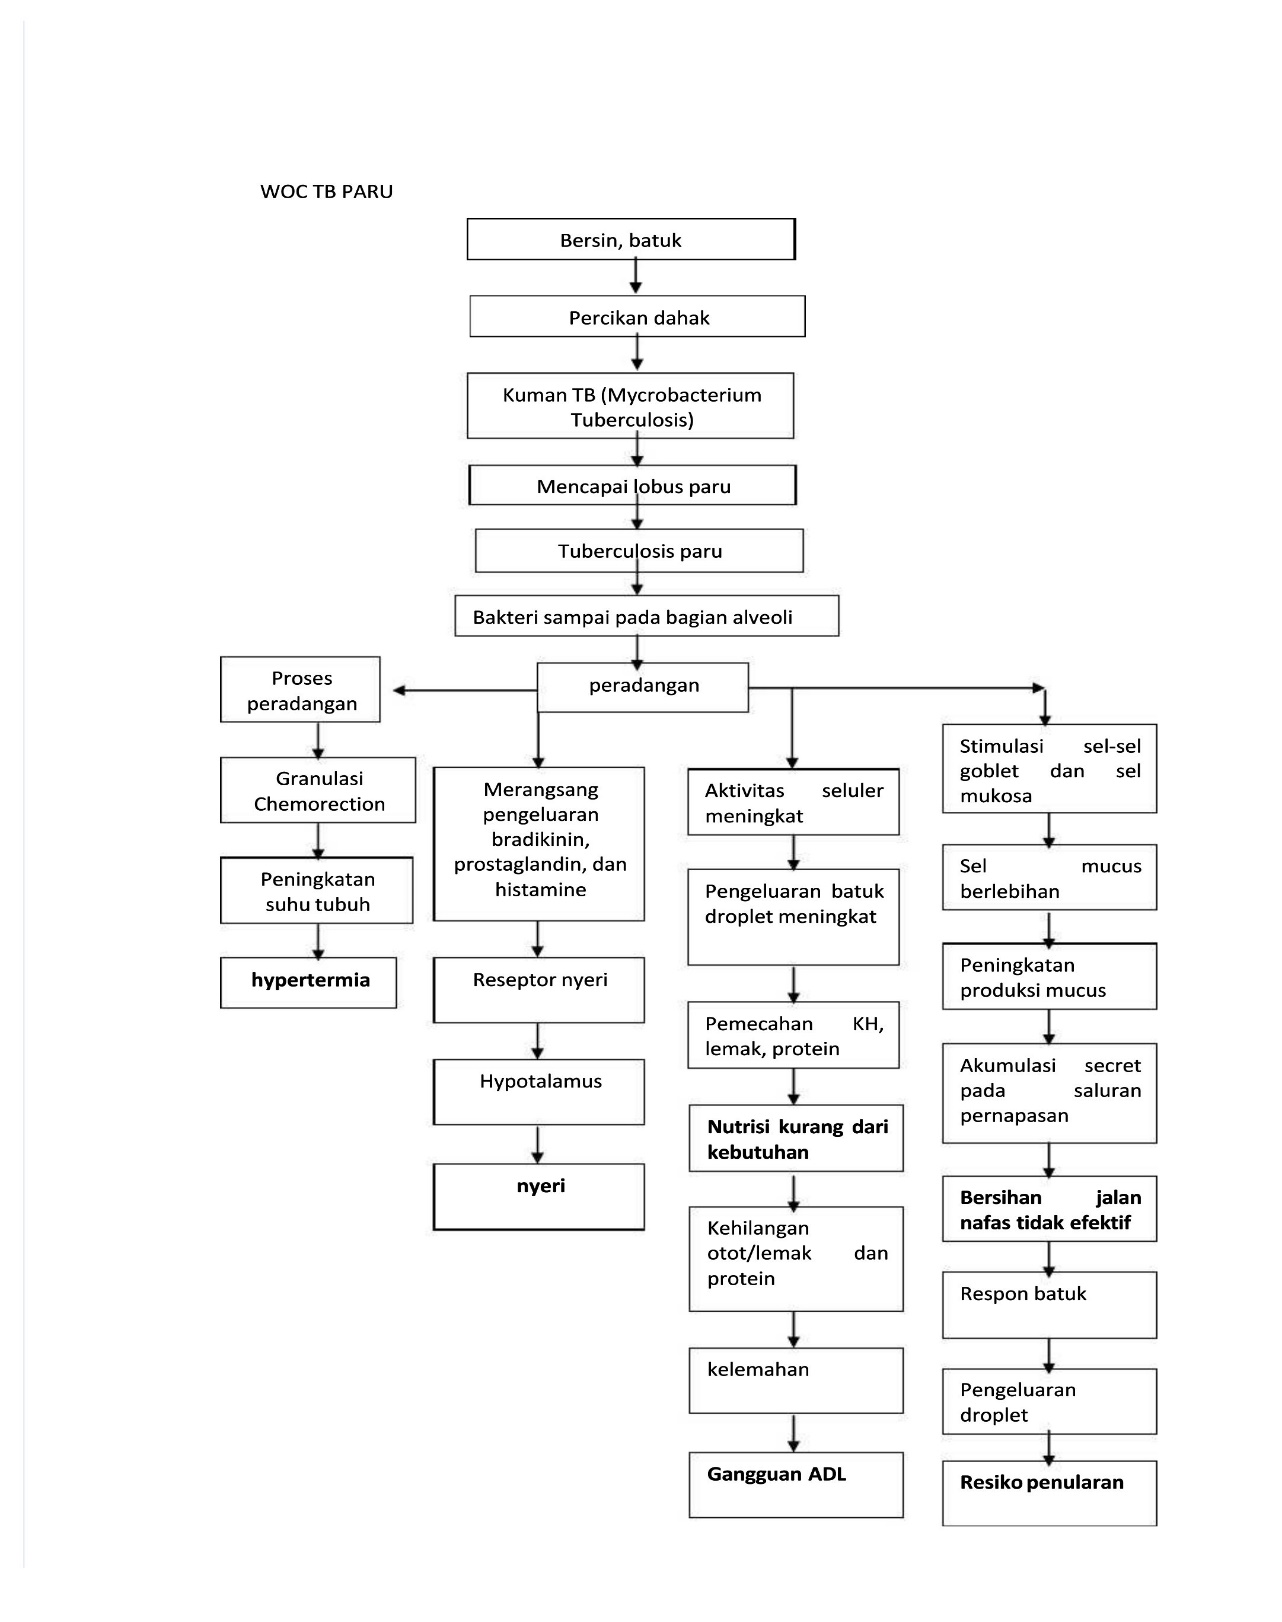 WOC TB PARU
Bersin, batuk
Percikan dahak
Kuman TB (Mycrobacterium
Tuberculosis)
Mencapai lobus paru
Tuberculosis paru
Bakteri sampai pada bagian alveoli
peradangan
Proses
peradangan
Granulasi
Chemorection
Peningkatan
suhu tubuh
hypertermia
Merangsang
pengeluaran
bradikinin,
prostaglandin, dan
histamine
Reseptor nyeri
Hypotalamus
nyeri
Aktivitas seluler
meningkat
Pengeluaran batuk
droplet meningkat
Pemecahan KH,
lemak, protein
Nutrisi kurang dari
kebutuhan
Kehilangan
otot/lemak dan
protein
kelemahan
Gangguan ADL
Stimulasi sel-sel
goblet dan sel
mukosa
Sel mucus
berlebihan
Peningkatan
produksi mucus
Akumulasi secret
pada saluran
pernapasan
Bersihan jalan
nafas tidak efektif
Respon batuk
Pengeluaran
droplet
Resiko penularan